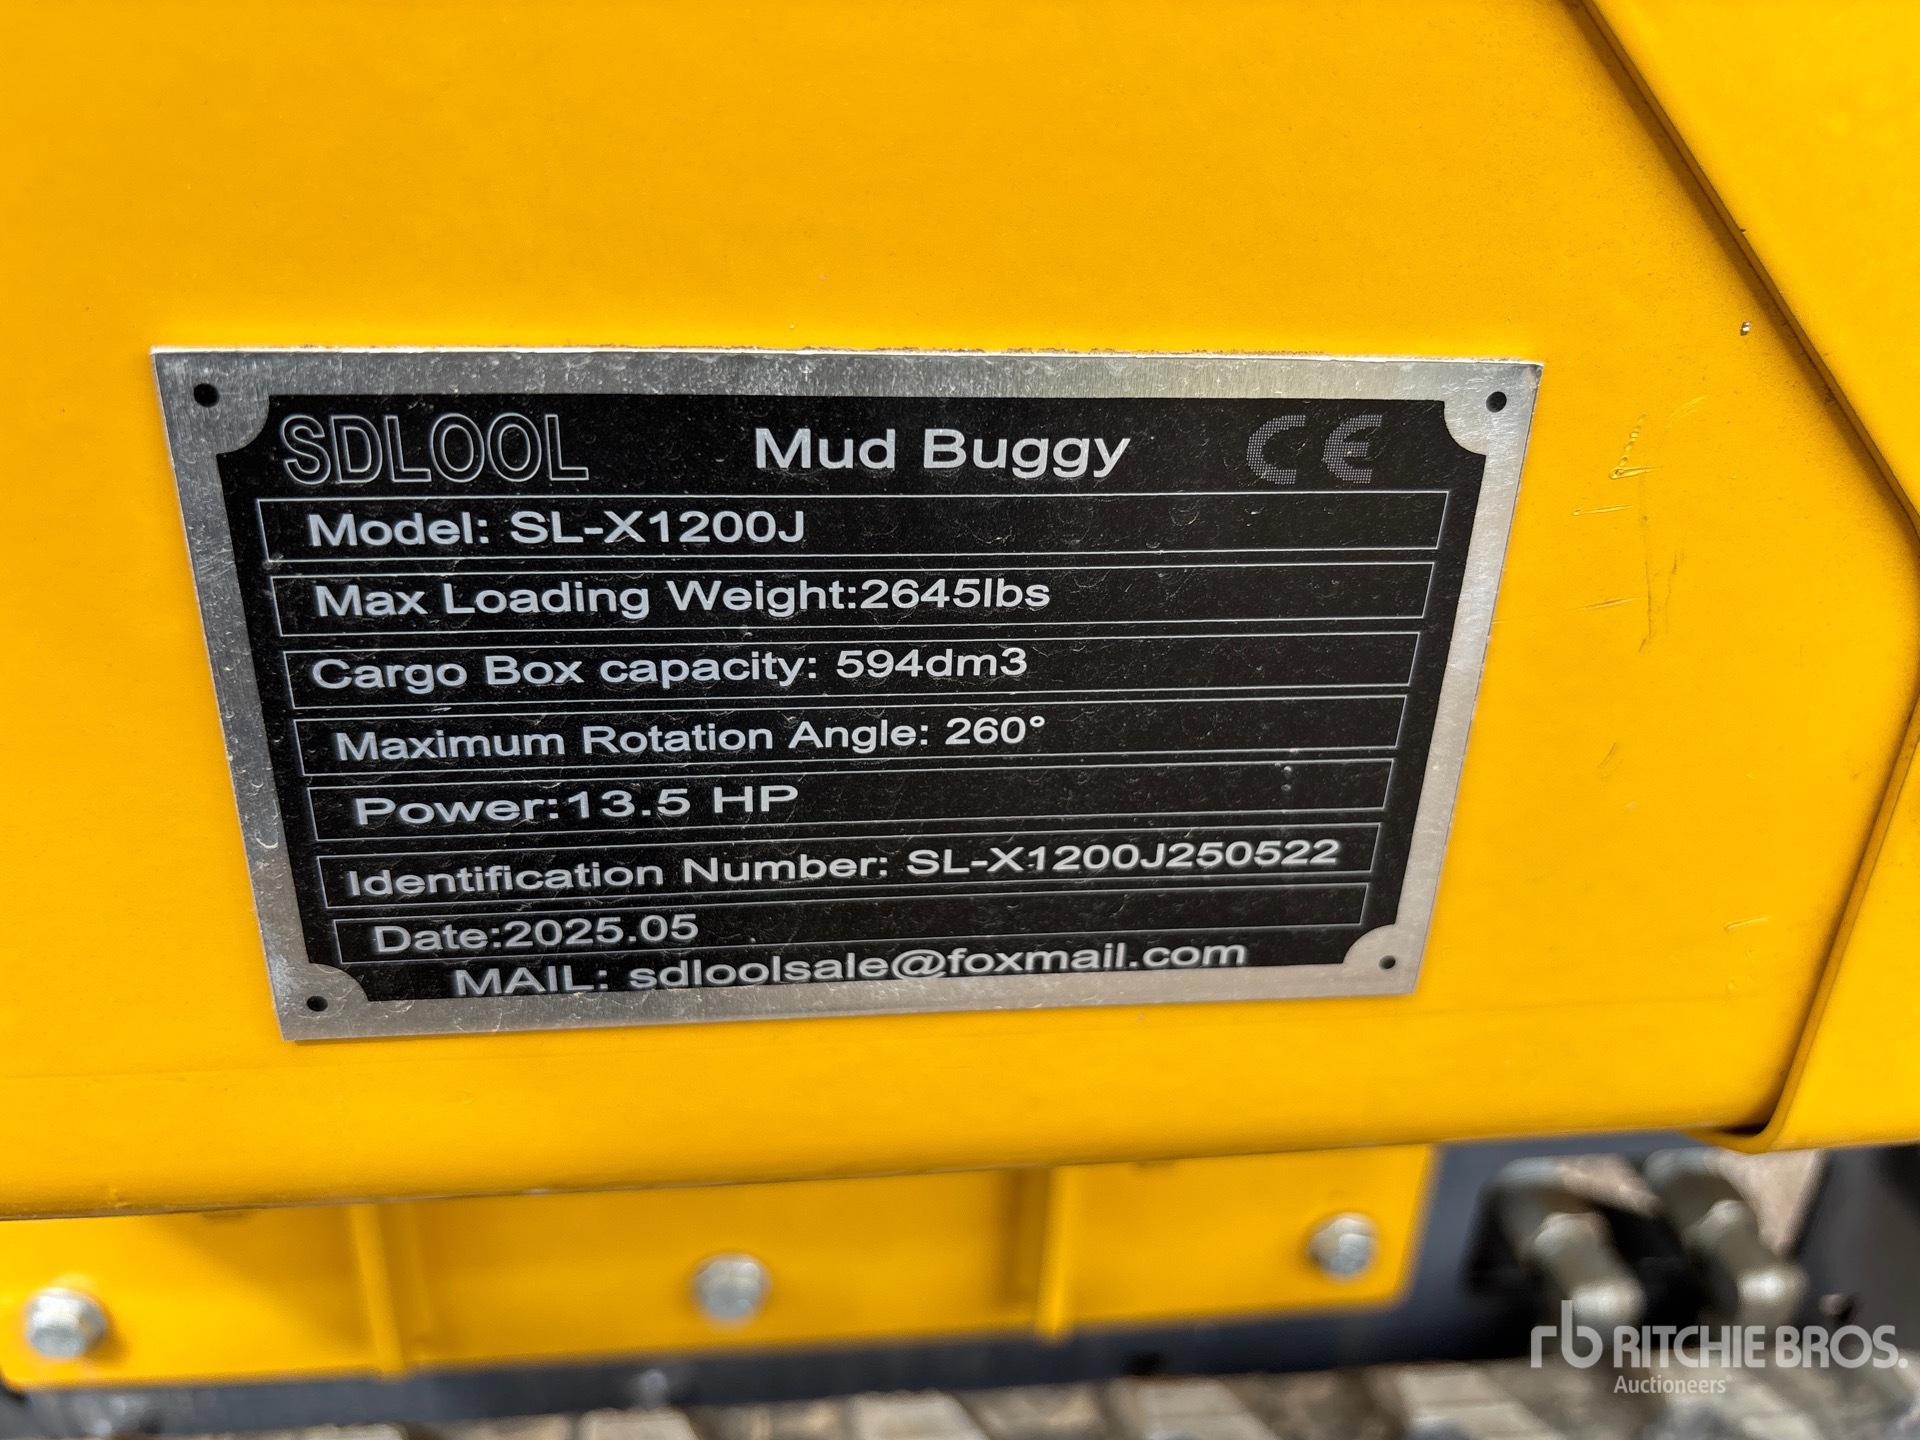 SDLOOL Mud Buggy CE
Model: SL-X1200J
Max Loading Weight:2645lbs
Cargo Box capacity: 594dm3
Maximum Rotation Angle: 260°
Power:13.5 HP
Identification Number: SL-X1200J250522
Date:2025.05
MAIL: sdloolsale@foxmail.com
rb RITCHIE BROS.
Auctioneers